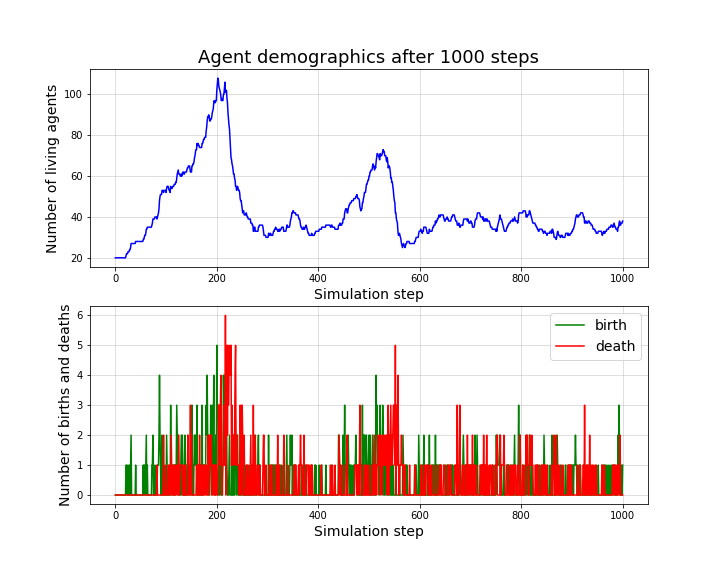 Agent demographics after 1000 steps
Number of living agents
100
80
60
40
20
0 200 400 600 800 1000
Simulation step
Number of births and deaths
6
5
4
3
2
1
0
birth
death
0 200 400 600 800 1000
Simulation step